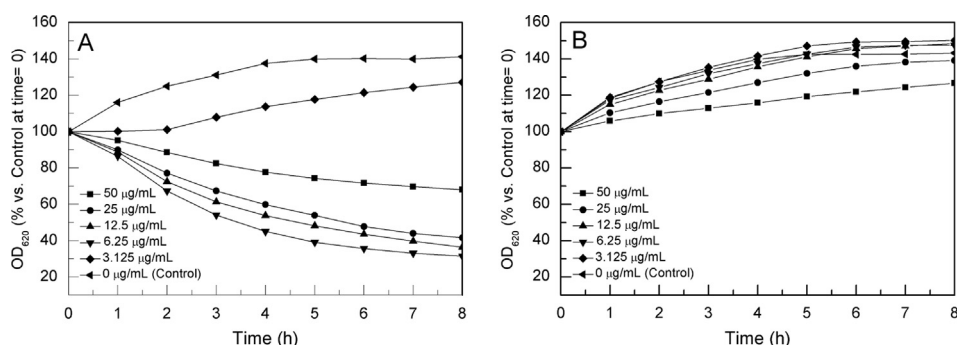 A
160
140
120
100
80
60
40
20
OD620 (% vs. Control at time= 0)
50 µg/mL
25 µg/mL
12.5 µg/mL
6.25 µg/mL
3.125 µg/mL
0 µg/mL (Control)
0 1 2 3 4 5 6 7 8
Time (h)
B
160
140
120
100
80
60
40
20
OD620 (% vs. Control at time= 0)
50 µg/mL
25 µg/mL
12.5 µg/mL
6.25 µg/mL
3.125 µg/mL
0 µg/mL (Control)
0 1 2 3 4 5 6 7 8
Time (h)